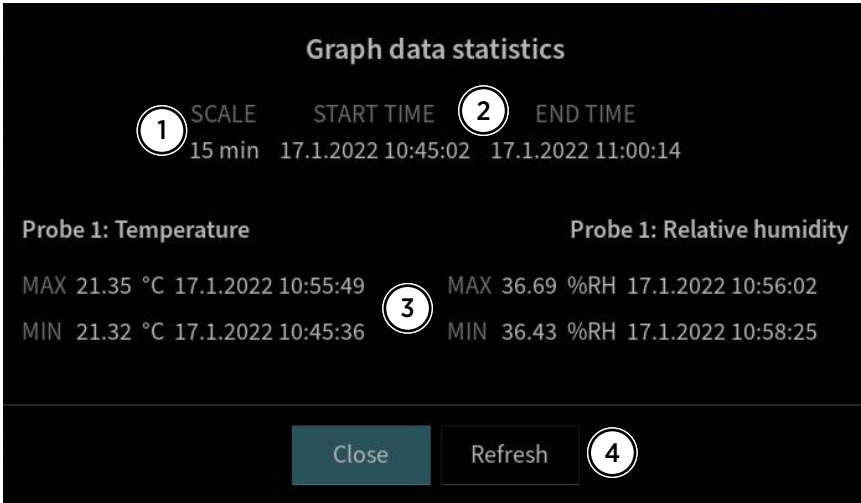 Graph data statistics
1 SCALE START TIME 2 END TIME
15 min 17.1.2022 10:45:02 17.1.2022 11:00:14
Probe 1: Temperature Probe 1: Relative humidity
MAX 21.35 °C 17.1.2022 10:55:49 3 MAX 36.69 %RH 17.1.2022 10:56:02
MIN 21.32 °C 17.1.2022 10:45:36 MIN 36.43 %RH 17.1.2022 10:58:25
Close Refresh 4